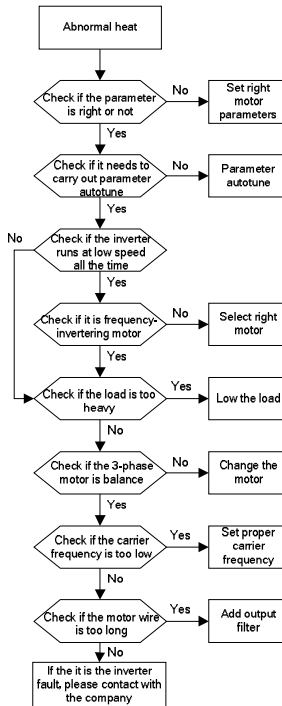 Abnormal heat
Check if the parameter
is right or not
No
Set right
motor
parameters
Yes
Check if it needs to
carry out parameter
autotune
No
Parameter
autotune
Yes
No
Check if the inverter
runs at low speed
all the time
Yes
Check if it is frequency-
invertering motor
No
Select right
motor
Yes
Check if the load is too
heavy
Yes
Low the load
No
Check if the 3-phase
motor is balance
No
Change the
motor
Yes
Check if the carrier
frequency is too low
Yes
Set proper
carrier
frequency
No
Check if the motor wire
is too long
Yes
Add output
filter
No
If the it is the inverter
fault, please contact with
the company